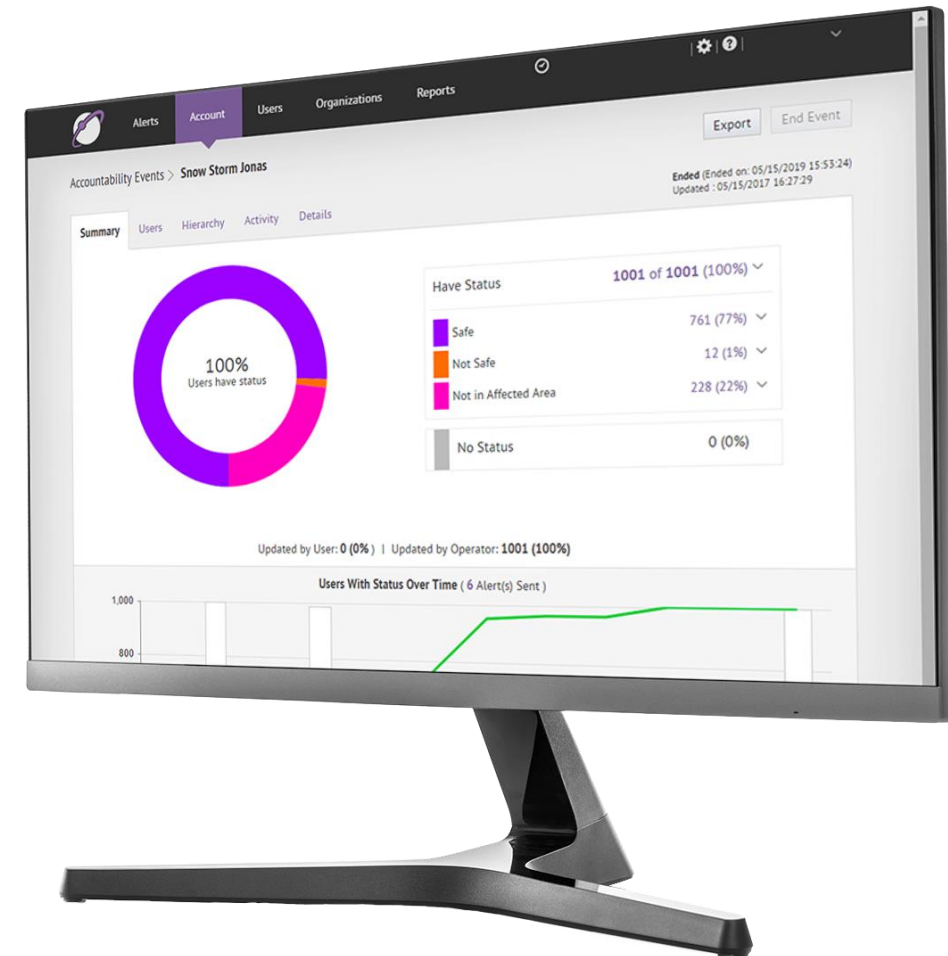 Alerts Account Users Organizations Reports
Export End Event
Accountability Events > Snow Storm Jonas
Ended (Ended on: 05/15/2019 15:53:24)
Updated : 05/15/2017 16:27:29
Summary Users Hierarchy Activity Details
Have Status 1001 of 1001 (100%)
Safe 761 (77%)
Not Safe 12 (1%)
Not in Affected Area 228 (22%)
No Status 0 (0%)
100%
Users have status
Updated by User: 0 (0% ) | Updated by Operator: 1001 (100%)
Users With Status Over Time ( 6 Alert(s) Sent )
1,000
800